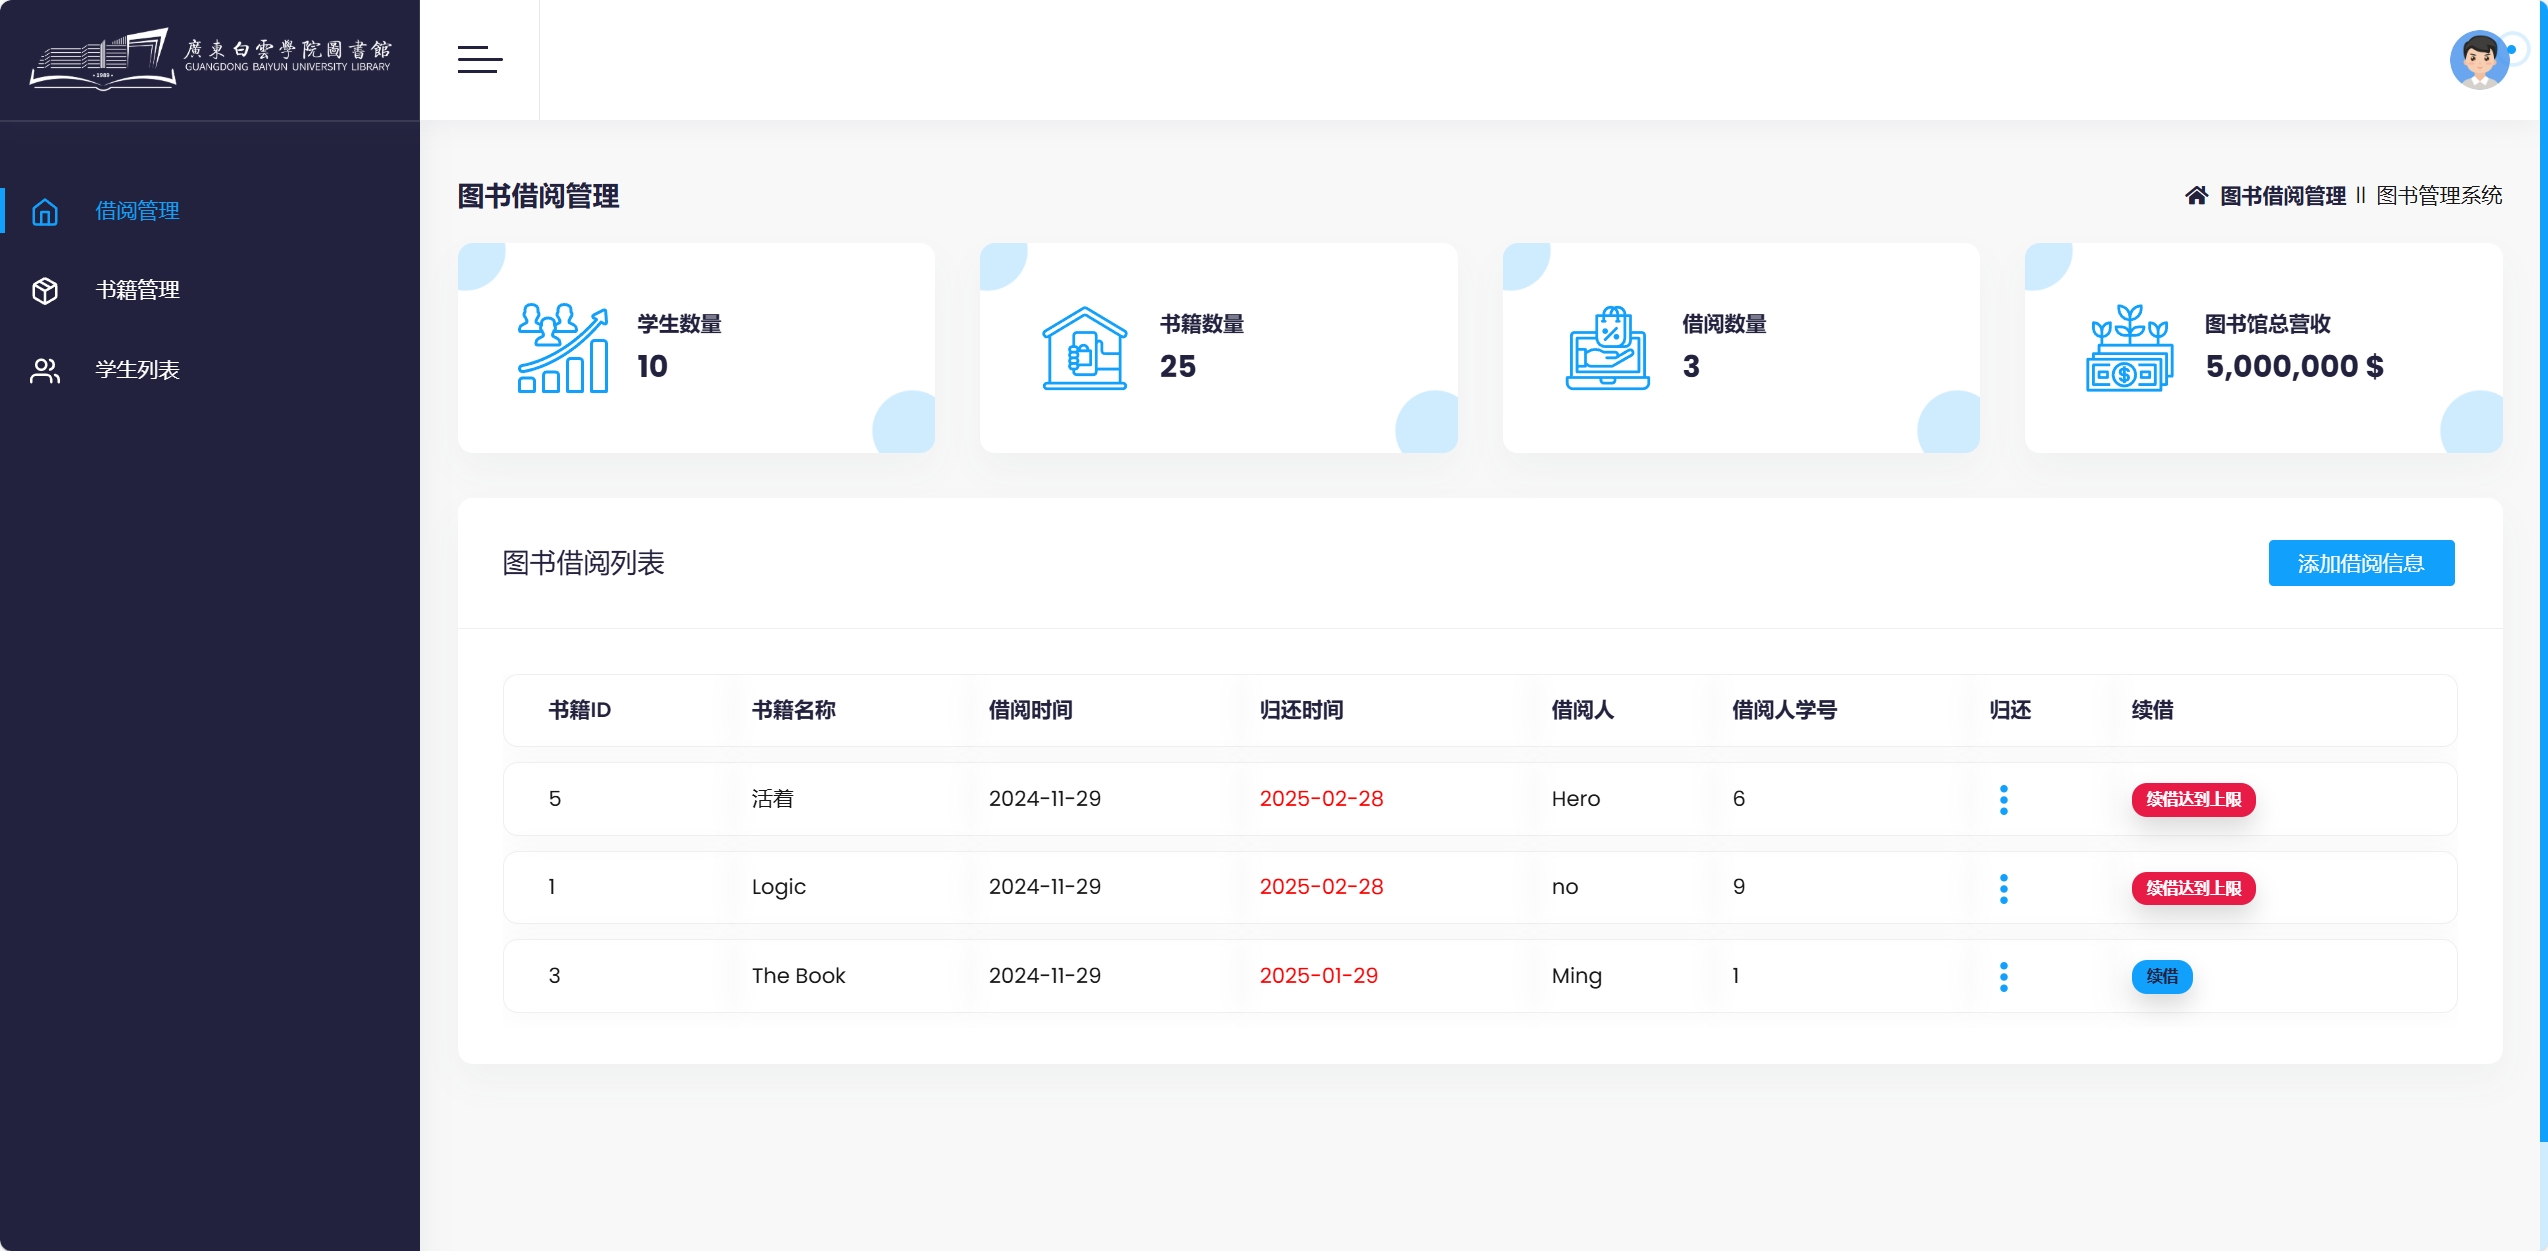 廣東白雲學院圖書館
GUANGDONG BAIYUN UNIVERSITY LIBRARY
·1989·
借阅管理
书籍管理
学生列表
图书借阅管理
图书借阅管理 || 图书管理系统
学生数量
10
书籍数量
25
借阅数量
3
图书馆总营收
5,000,000 $
图书借阅列表
添加借阅信息
书籍ID 书籍名称 借阅时间 归还时间 借阅人 借阅人学号 归还 续借
5 活着 2024-11-29 2025-02-28 Hero 6 续借达到上限
1 Logic 2024-11-29 2025-02-28 no 9 续借达到上限
3 The Book 2024-11-29 2025-01-29 Ming 1 续借